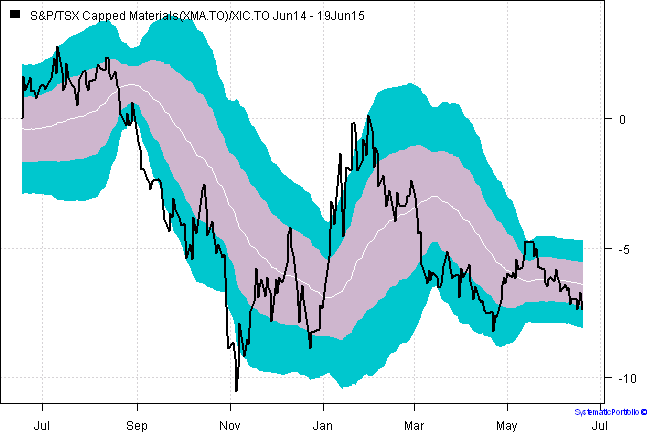 S&P/TSX Capped Materials(XMA.TO)/XIC.TO Jun14 - 19Jun15
0
-5
-10
Jul Sep Nov Jan Mar May Jul
SystematicPortfolio ©